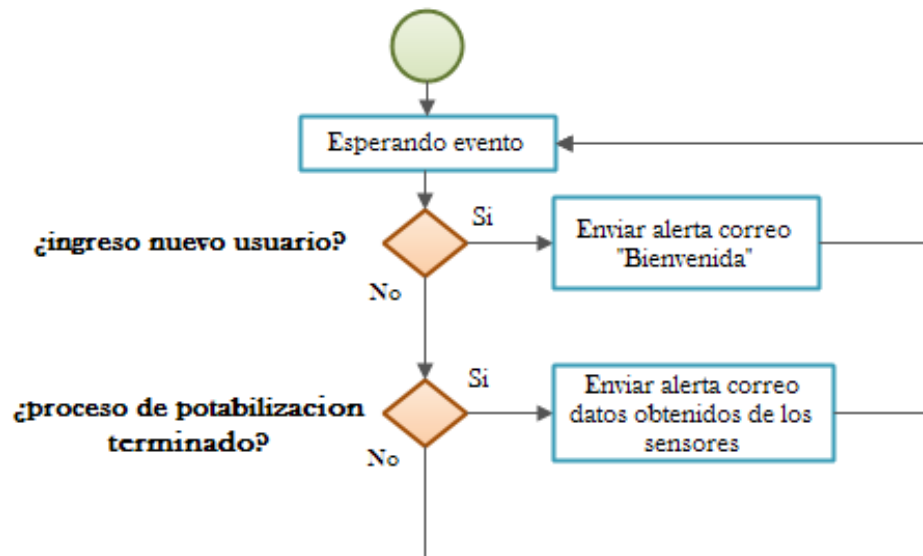 Esperando evento
¿ingreso nuevo usuario?
Si
Enviar alerta correo
"Bienvenida"
No
¿proceso de potabilizacion
terminado?
Si
Enviar alerta correo
datos obtenidos de los
sensores
No